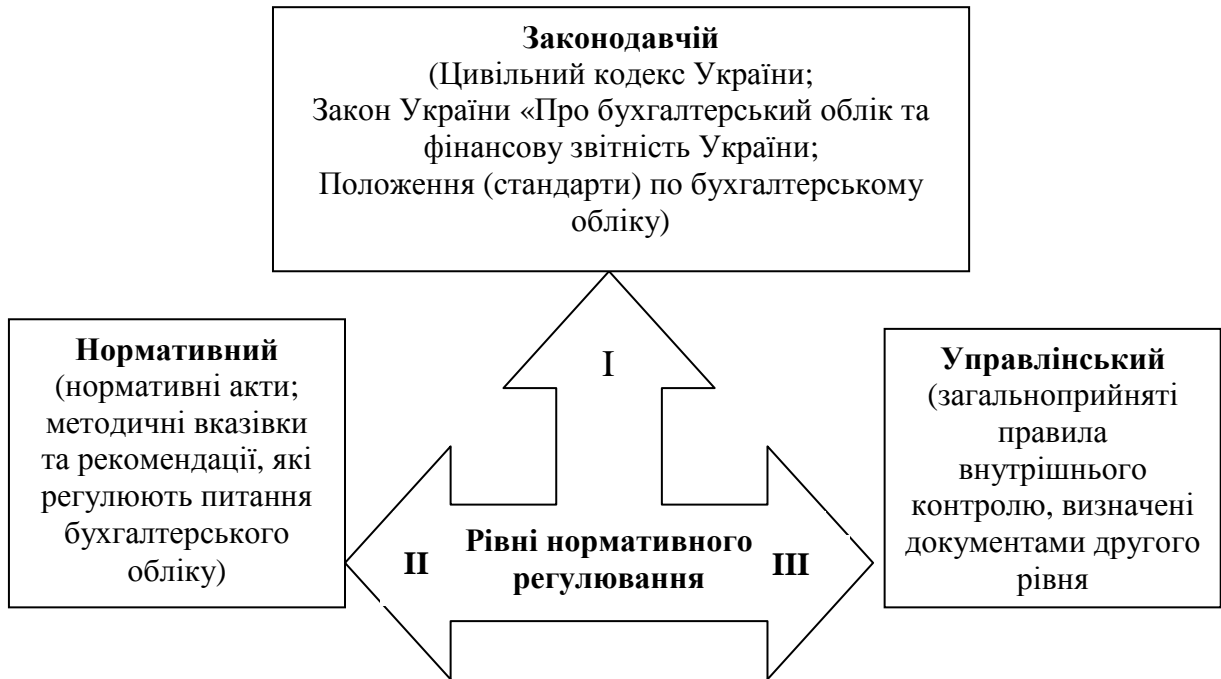 Законодавчій
(Цивільний кодекс України;
Закон України «Про бухгалтерський облік та
фінансову звітність України;
Положення (стандарти) по бухгалтерському
обліку)
I
Нормативний
(нормативні акти;
методичні вказівки
та рекомендації, які
регулюють питання
бухгалтерського
обліку)
II
Рівні нормативного
регулювання
III
Управлінський
(загальноприйняті
правила
внутрішнього
контролю, визначені
документами другого
рівня